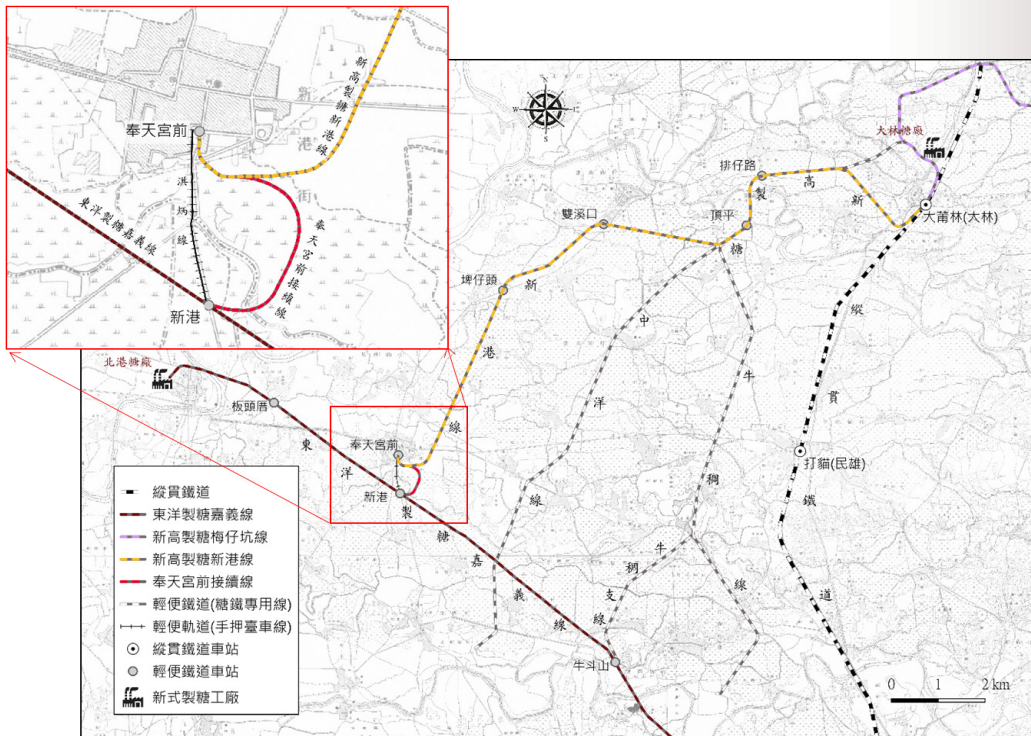 新高製糖新港線
奉天宮前
洪炳線
港
街
東洋製糖嘉義線
奉天宮前接續線
新港
N
W
E
S
大林糖廠
排仔路
製高新
大莆林(大林)
雙溪口
頂平
糖
埤仔頭
新
港
線
中洋線
牛稠線
縱貫鐵道
北港糖廠
板頭厝
東洋製糖嘉義線
奉天宮前
新港
打貓(民雄)
牛稠支線
牛斗山
縱貫鐵道
東洋製糖嘉義線
新高製糖梅仔坑線
新高製糖新港線
奉天宮前接續線
輕便鐵道(糖鐵專用線)
輕便軌道(手押臺車線)
縱貫鐵道車站
輕便鐵道車站
新式製糖工廠
0 1 2 km